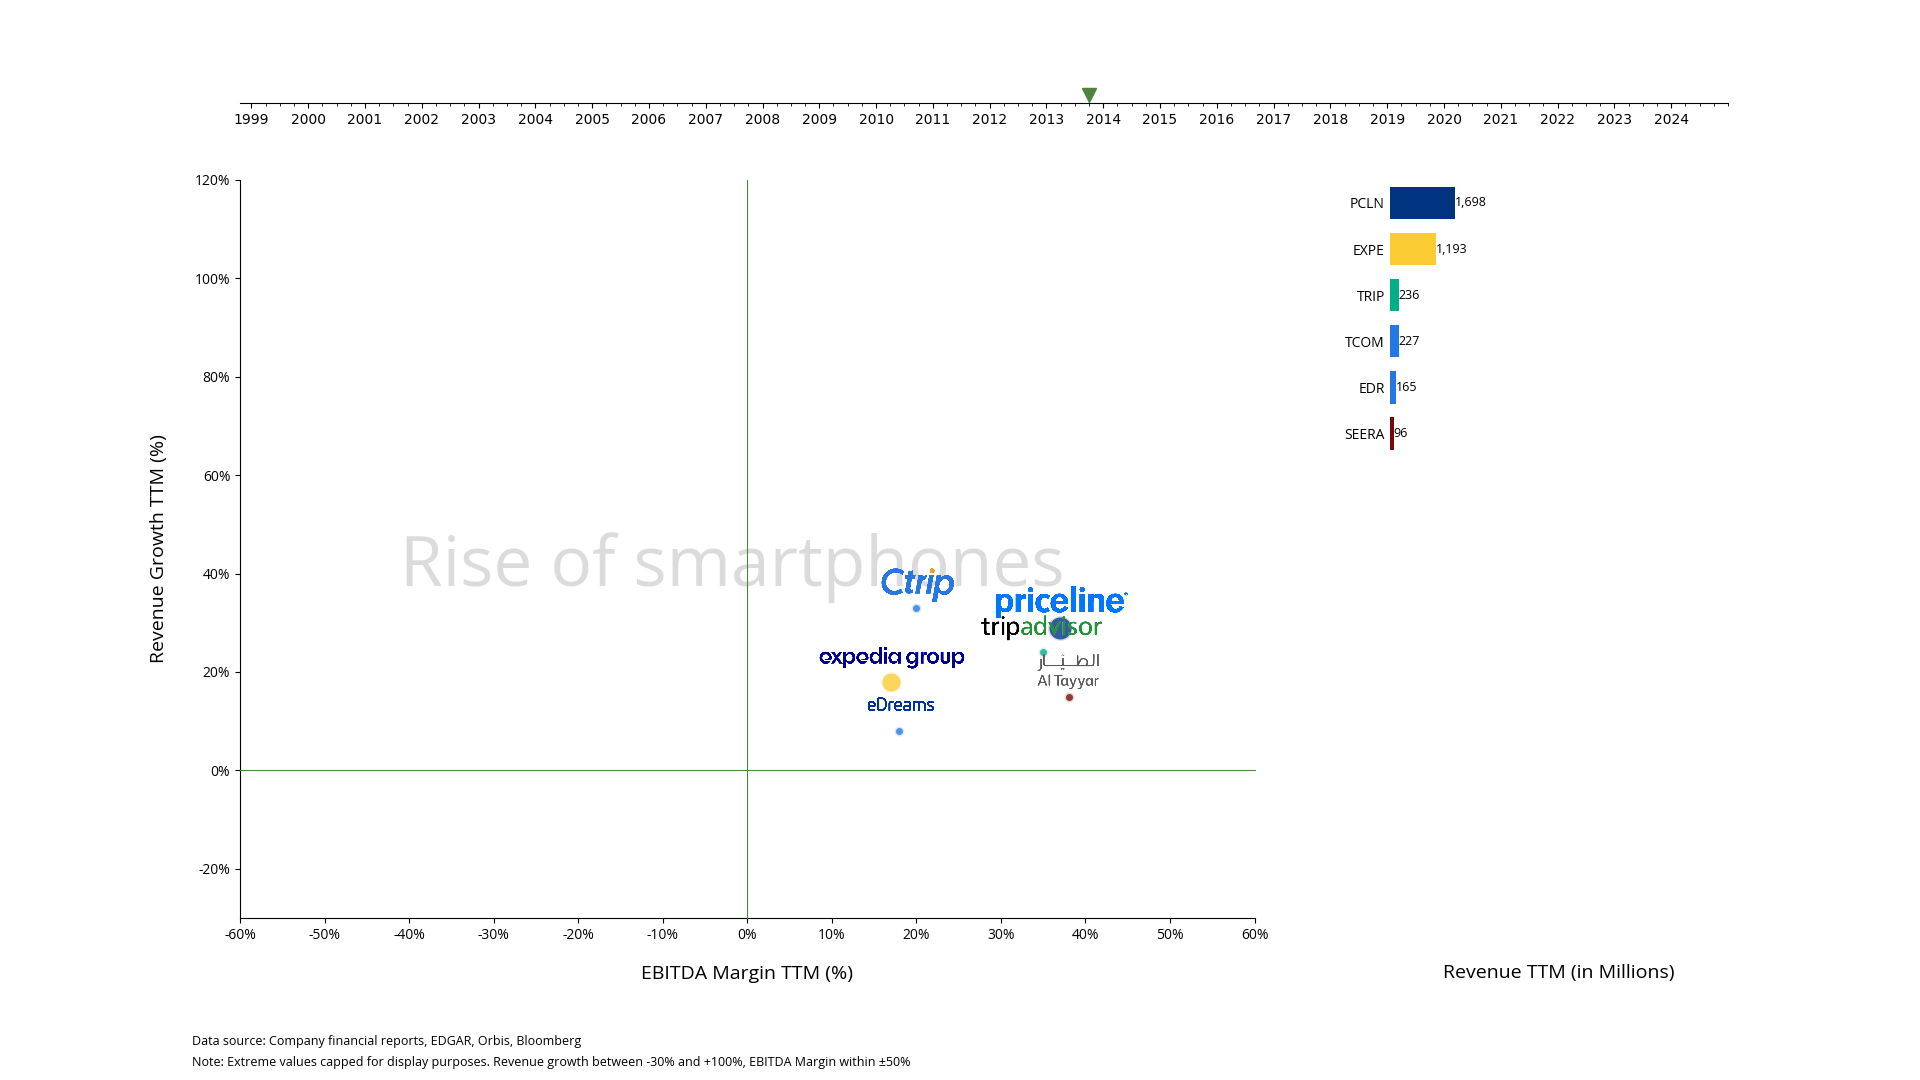 1999 2000 2001 2002 2003 2004 2005 2006 2007 2008 2009 2010 2011 2012 2013 2014 2015 2016 2017 2018 2019 2020 2021 2022 2023 2024
Revenue Growth TTM (%)
120%
100%
80%
60%
40%
20%
0%
-20%
Rise of smartphones
Ctrip
priceline
tripadvisor
expedia group
الطيّار
Al Tayyar
eDreams
-60% -50% -40% -30% -20% -10% 0% 10% 20% 30% 40% 50% 60%
EBITDA Margin TTM (%)
PCLN 1,698
EXPE 1,193
TRIP 236
TCOM 227
EDR 165
SEERA 96
Revenue TTM (in Millions)
Data source: Company financial reports, EDGAR, Orbis, Bloomberg
Note: Extreme values capped for display purposes. Revenue growth between -30% and +100%, EBITDA Margin within ±50%